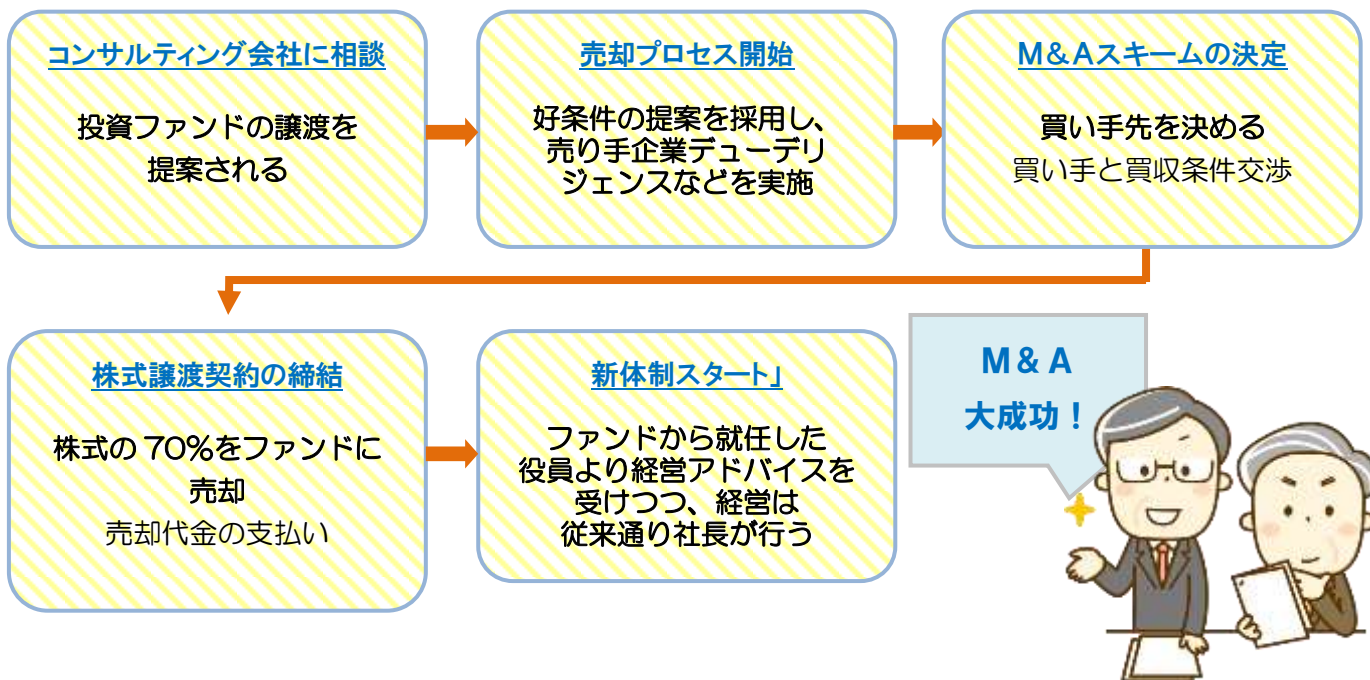 コンサルティング会社に相談
投資ファンドの譲渡を
提案される
売却プロセス開始
好条件の提案を採用し、
売り手企業デューデリ
ジェンスなどを実施
M&Aスキームの決定
買い手先を決める
買い手と買収条件交渉
株式譲渡契約の締結
株式の70%をファンドに
売却
売却代金の支払い
新体制スタート」
ファンドから就任した
役員より経営アドバイスを
受けつつ、経営は
従来通り社長が行う
M&A
大成功！